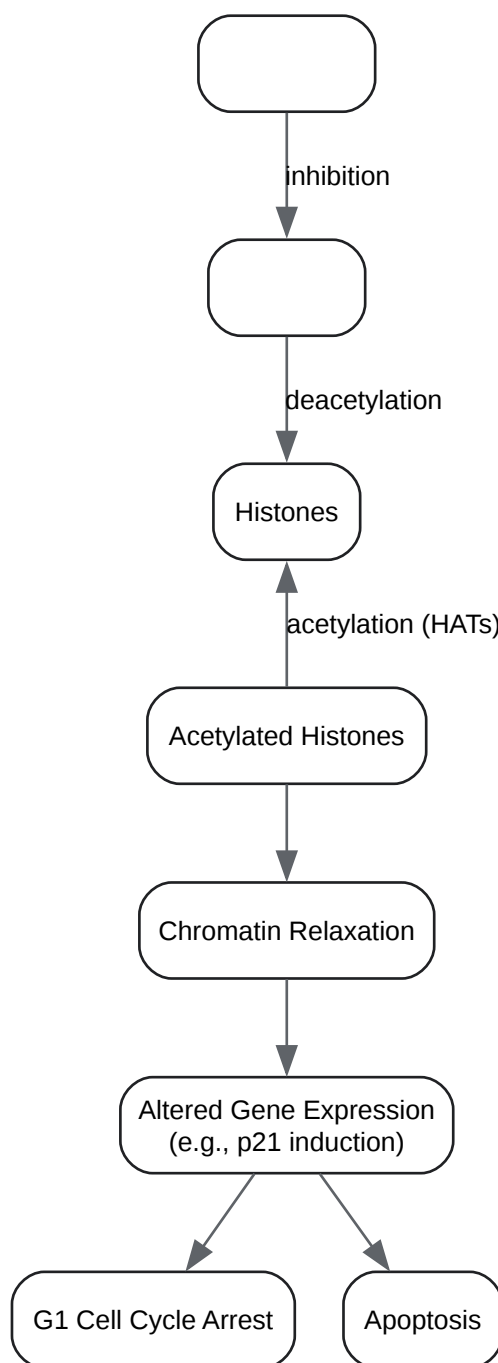 inhibition
deacetylation
Histones
acetylation (HATs)
Acetylated Histones
Chromatin Relaxation
Altered Gene Expression
(e.g., p21 induction)
G1 Cell Cycle Arrest
Apoptosis